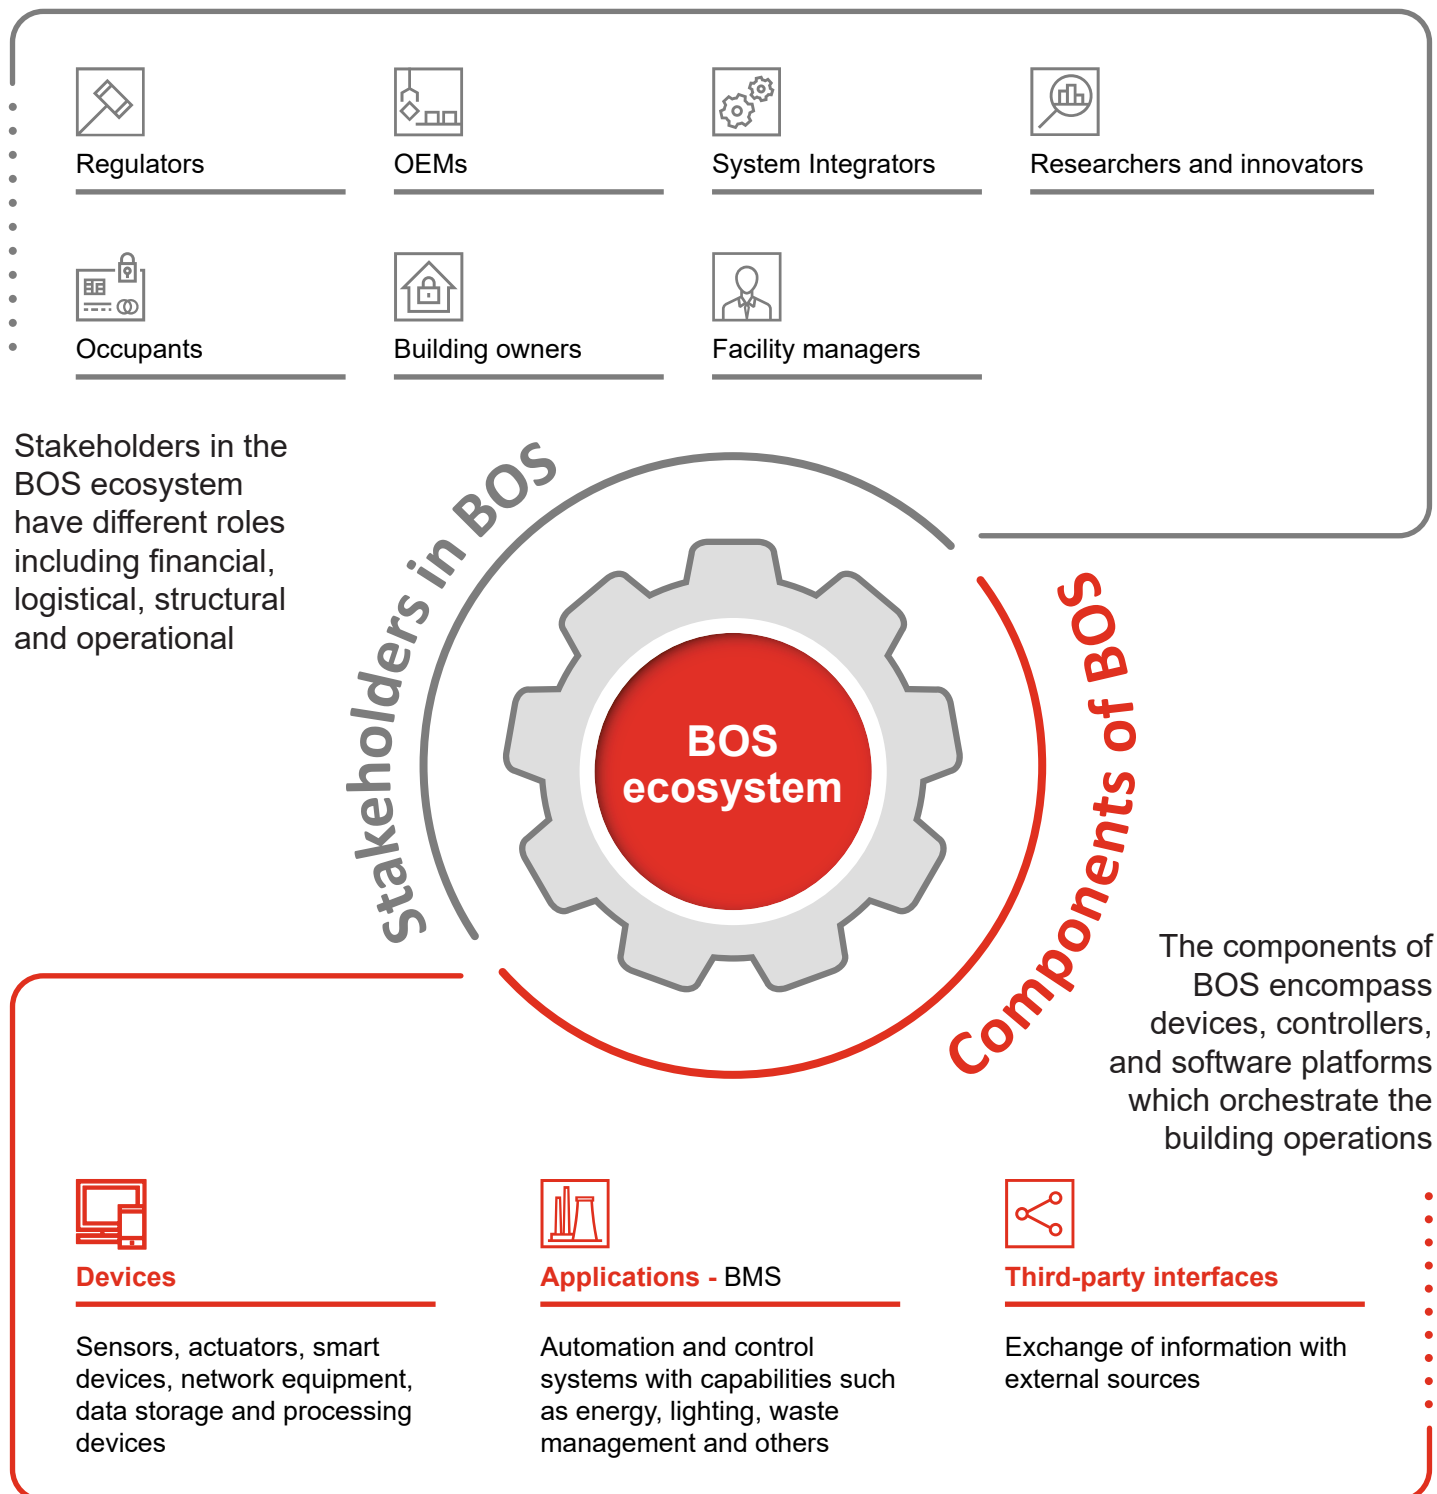 Regulators
OEMs
System Integrators
Researchers and innovators
Occupants
Building owners
Facility managers
Stakeholders in the
BOS ecosystem
have different roles
including financial,
logistical, structural
and operational
Stakeholders in BOS
BOS
ecosystem
Components of BOS
The components of
BOS encompass
devices, controllers,
and software platforms
which orchestrate the
building operations
Devices
Sensors, actuators, smart
devices, network equipment,
data storage and processing
devices
Applications - BMS
Automation and control
systems with capabilities such
as energy, lighting, waste
management and others
Third-party interfaces
Exchange of information with
external sources